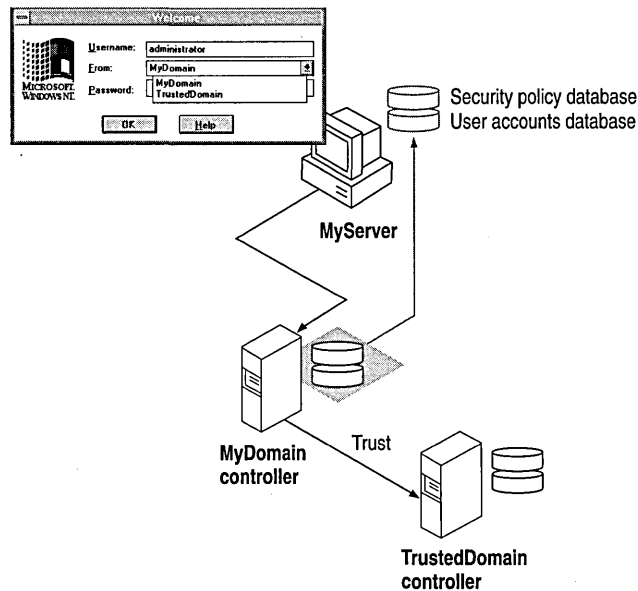 Welcome
Username: administrator
From: MyDomain
MyDomain
TrustedDomain
Password:
MICROSOFT
WINDOWS NT
OK
Help
Security policy database
User accounts database
MyServer
MyDomain
controller
Trust
TrustedDomain
controller